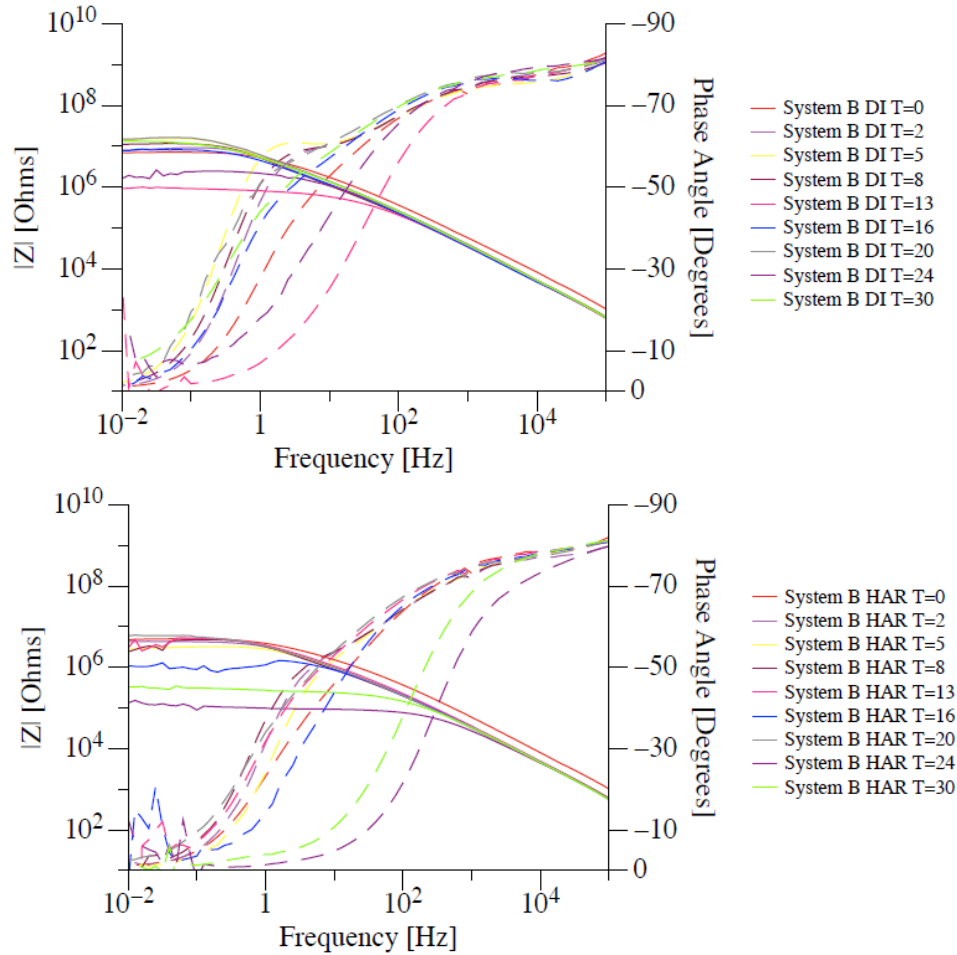 10^10
10^8
10^6
10^4
10^2
|Z| [Ohms]
−90
−70
−50
−30
−10
0
Phase Angle [Degrees]
10^−2
1
10^2
10^4
Frequency [Hz]
System B DI T=0
System B DI T=2
System B DI T=5
System B DI T=8
System B DI T=13
System B DI T=16
System B DI T=20
System B DI T=24
System B DI T=30
10^10
10^8
10^6
10^4
10^2
|Z| [Ohms]
−90
−70
−50
−30
−10
0
Phase Angle [Degrees]
10^−2
1
10^2
10^4
Frequency [Hz]
System B HAR T=0
System B HAR T=2
System B HAR T=5
System B HAR T=8
System B HAR T=13
System B HAR T=16
System B HAR T=20
System B HAR T=24
System B HAR T=30